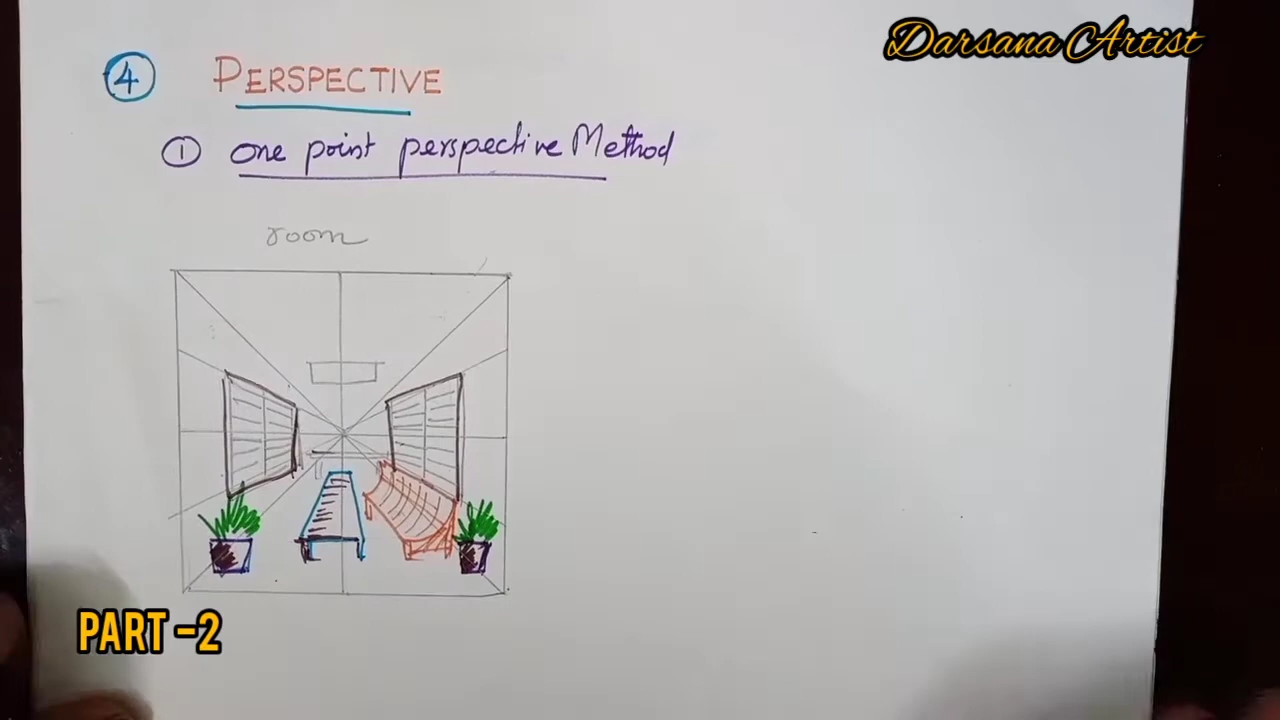 Darsana Artist
4 PERSPECTIVE
1 one point perspective Method
room
PART -2